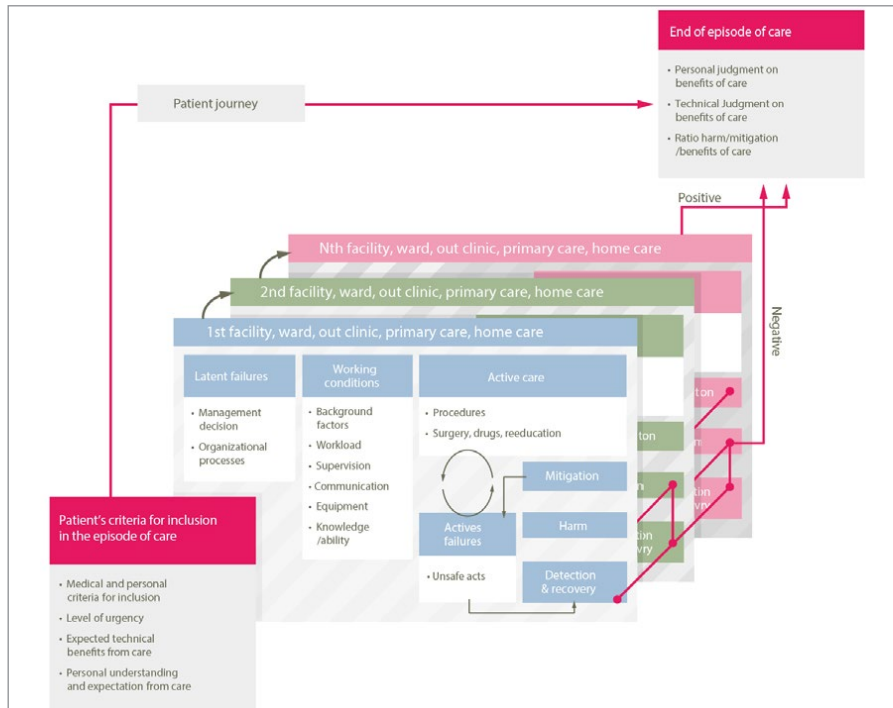 End of episode of care
• Personal judgment on
benefits of care
• Technical Judgment on
benefits of care
• Ratio harm/mitigation
/benefits of care
Patient journey
Positive
Negative
Nth facility, ward, out clinic, primary care, home care
2nd facility, ward, out clinic, primary care, home care
1st facility, ward, out clinic, primary care, home care
Latent failures
• Management
decision
• Organizational
processes
Working
conditions
• Background
factors
• Workload
• Supervision
• Communication
• Equipment
• Knowledge
/ability
Active care
• Procedures
• Surgery, drugs, reeducation
Mitigation
Actives
failures
• Unsafe acts
Harm
Detection
& recovery
Patient's criteria for inclusion
in the episode of care
• Medical and personal
criteria for inclusion
• Level of urgency
• Expected technical
benefits from care
• Personal understanding
and expectation from care